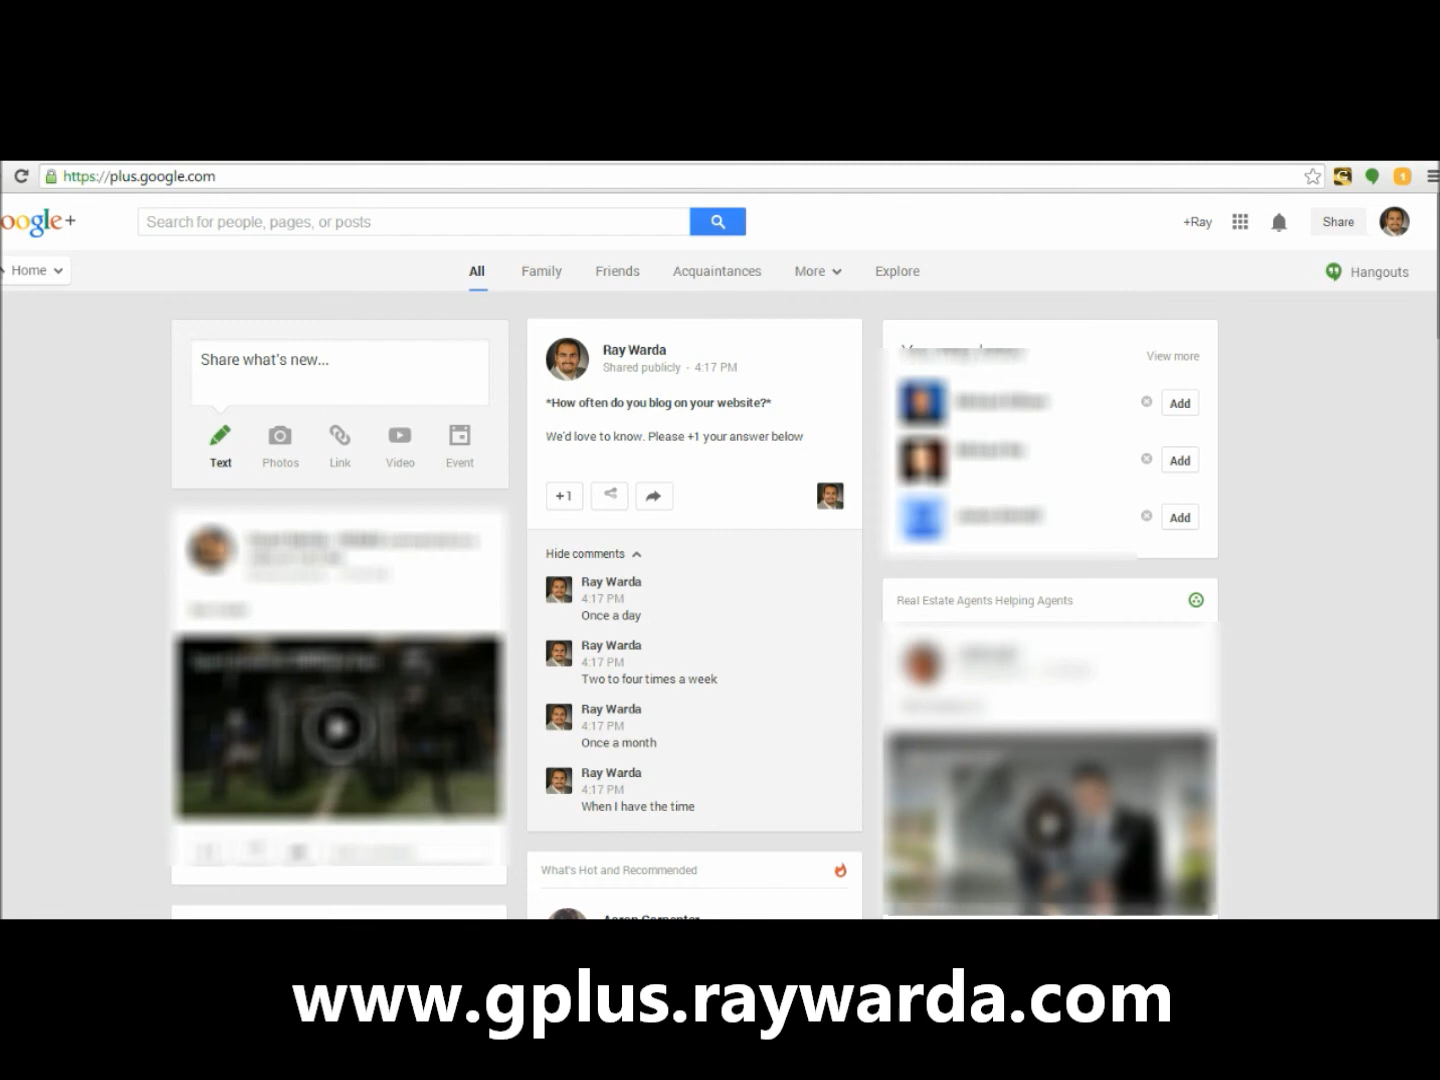 https://plus.google.com
1
oogle+
Search for people, pages, or posts
+Ray
Share
Home
All
Family
Friends
Acquaintances
More
Explore
Hangouts
Share what's new...
Text
Photos
Link
Video
Event
Ray Warda
Shared publicly - 4:17 PM
*How often do you blog on your website?*
We'd love to know. Please +1 your answer below
+1
Hide comments
Ray Warda
4:17 PM
Once a day
Ray Warda
4:17 PM
Two to four times a week
Ray Warda
4:17 PM
Once a month
Ray Warda
4:17 PM
When I have the time
What's Hot and Recommended
View more
Add
Add
Add
Real Estate Agents Helping Agents
www.gplus.raywarda.com